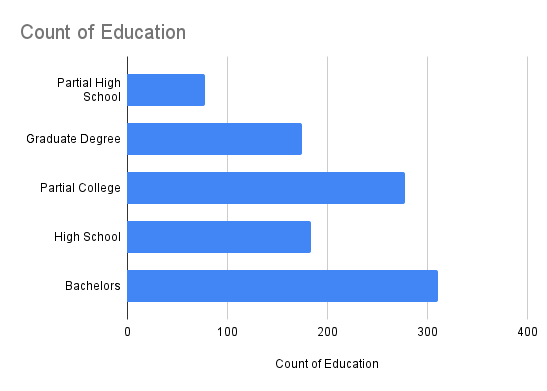 Count of Education
Partial High
School
Graduate Degree
Partial College
High School
Bachelors
0 100 200 300 400
Count of Education